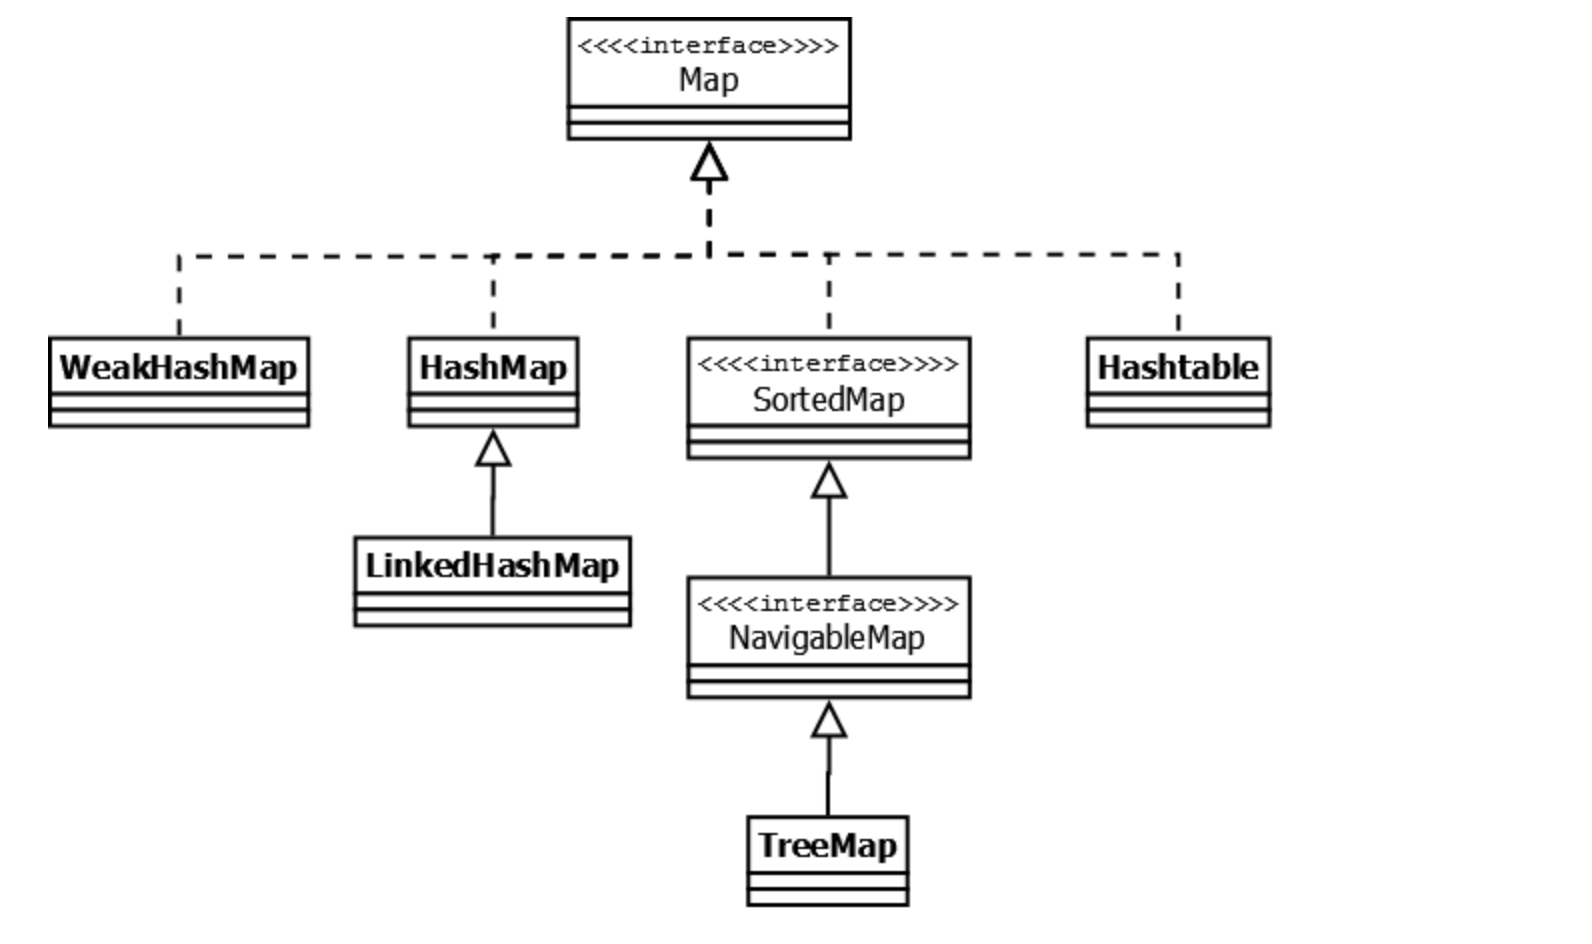 <<<<interface>>>>
Map
WeakHashMap
HashMap
<<<<interface>>>>
SortedMap
Hashtable
LinkedHashMap
<<<<interface>>>>
NavigableMap
TreeMap